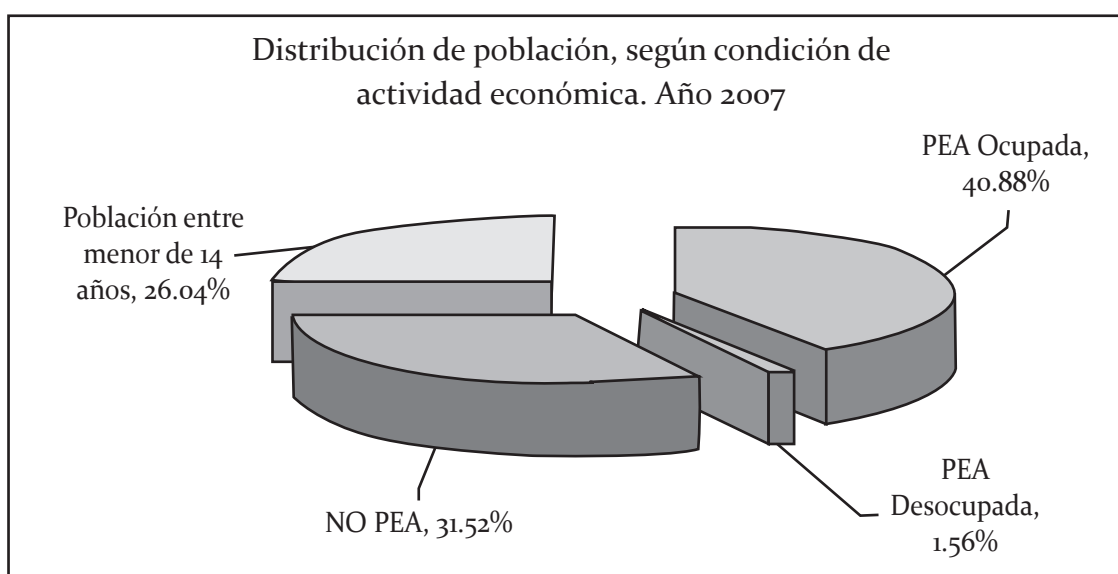 Distribución de población, según condición de
actividad económica. Año 2007
PEA Ocupada,
40.88%
Población entre
menor de 14
años, 26.04%
PEA
Desocupada,
1.56%
NO PEA, 31.52%